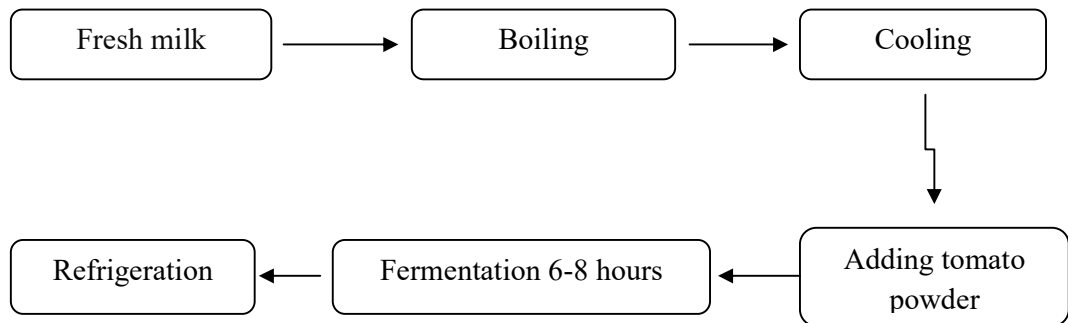 Fresh milk
Boiling
Cooling
Adding tomato
powder
Fermentation 6-8 hours
Refrigeration